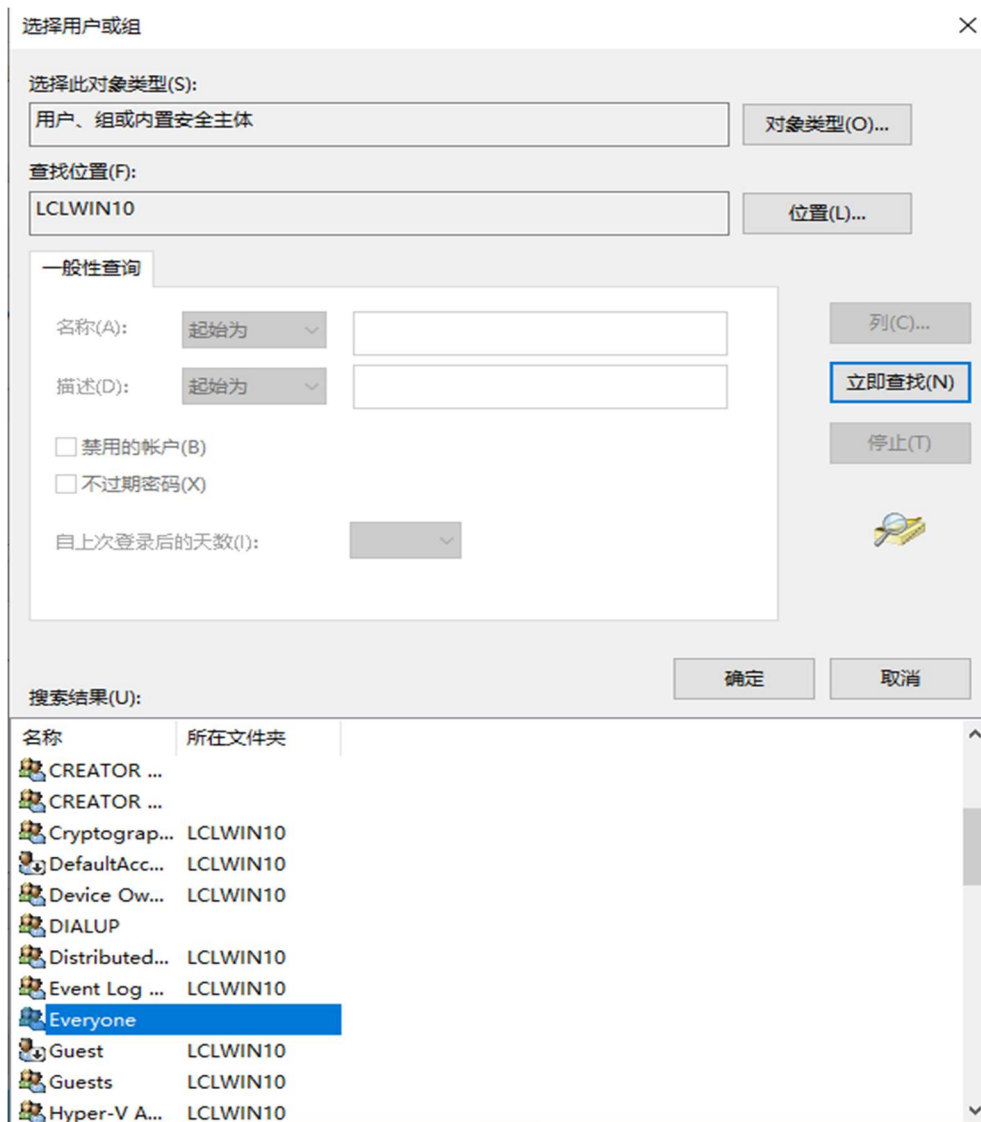 选择用户或组
选择此对象类型(S):
用户、组或内置安全主体
对象类型(O)...
查找位置(F):
LCLWIN10
位置(L)...
一般性查询
名称(A):
起始为
列(C)...
描述(D):
起始为
立即查找(N)
禁用的帐户(B)
停止(T)
不过期密码(X)
自上次登录后的天数(I):
确定
取消
搜索结果(U):
名称 所在文件夹
CREATOR ...
CREATOR ...
Cryptograp... LCLWIN10
DefaultAcc... LCLWIN10
Device Ow... LCLWIN10
DIALUP
Distributed... LCLWIN10
Event Log ... LCLWIN10
Everyone
Guest LCLWIN10
Guests LCLWIN10
Hyper-V A... LCLWIN10